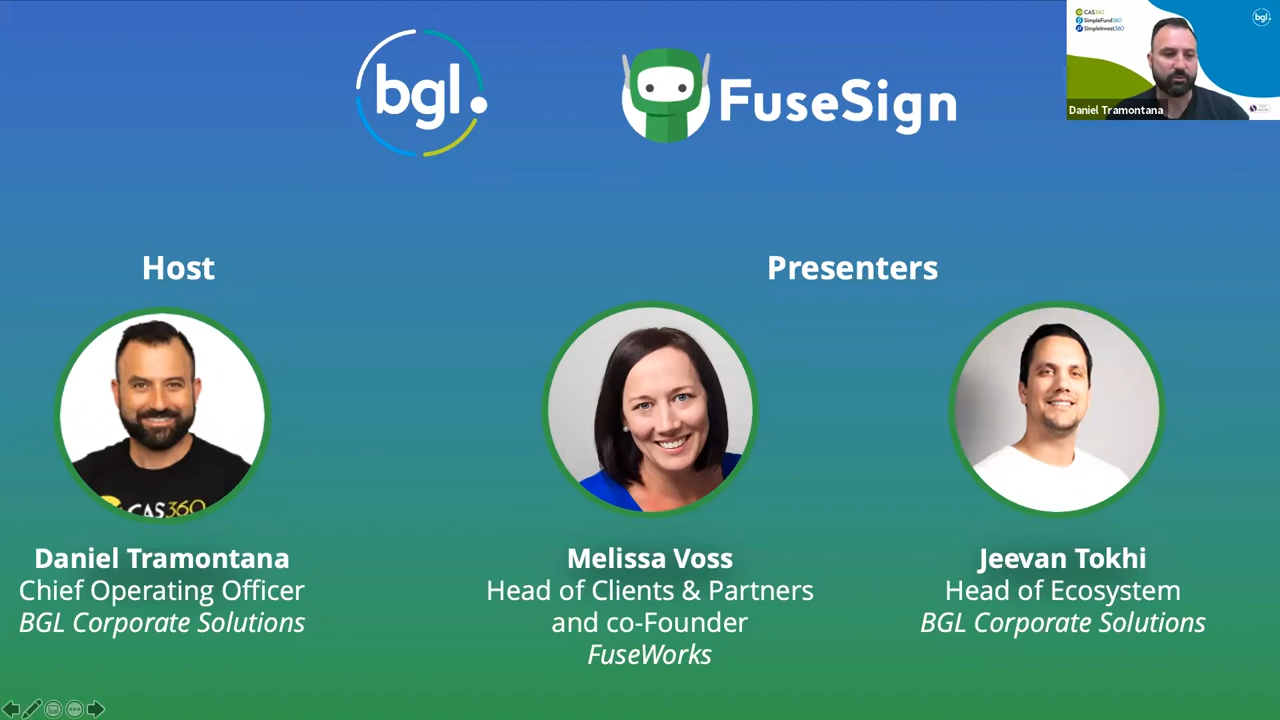 bgl.
FuseSign
CAS360
SimpleFund360
SimpleInvest360
bgl.
Daniel Tramontana
Host
Presenters
CAS360
Daniel Tramontana
Chief Operating Officer
BGL Corporate Solutions
Melissa Voss
Head of Clients & Partners
and co-Founder
FuseWorks
Jeevan Tokhi
Head of Ecosystem
BGL Corporate Solutions